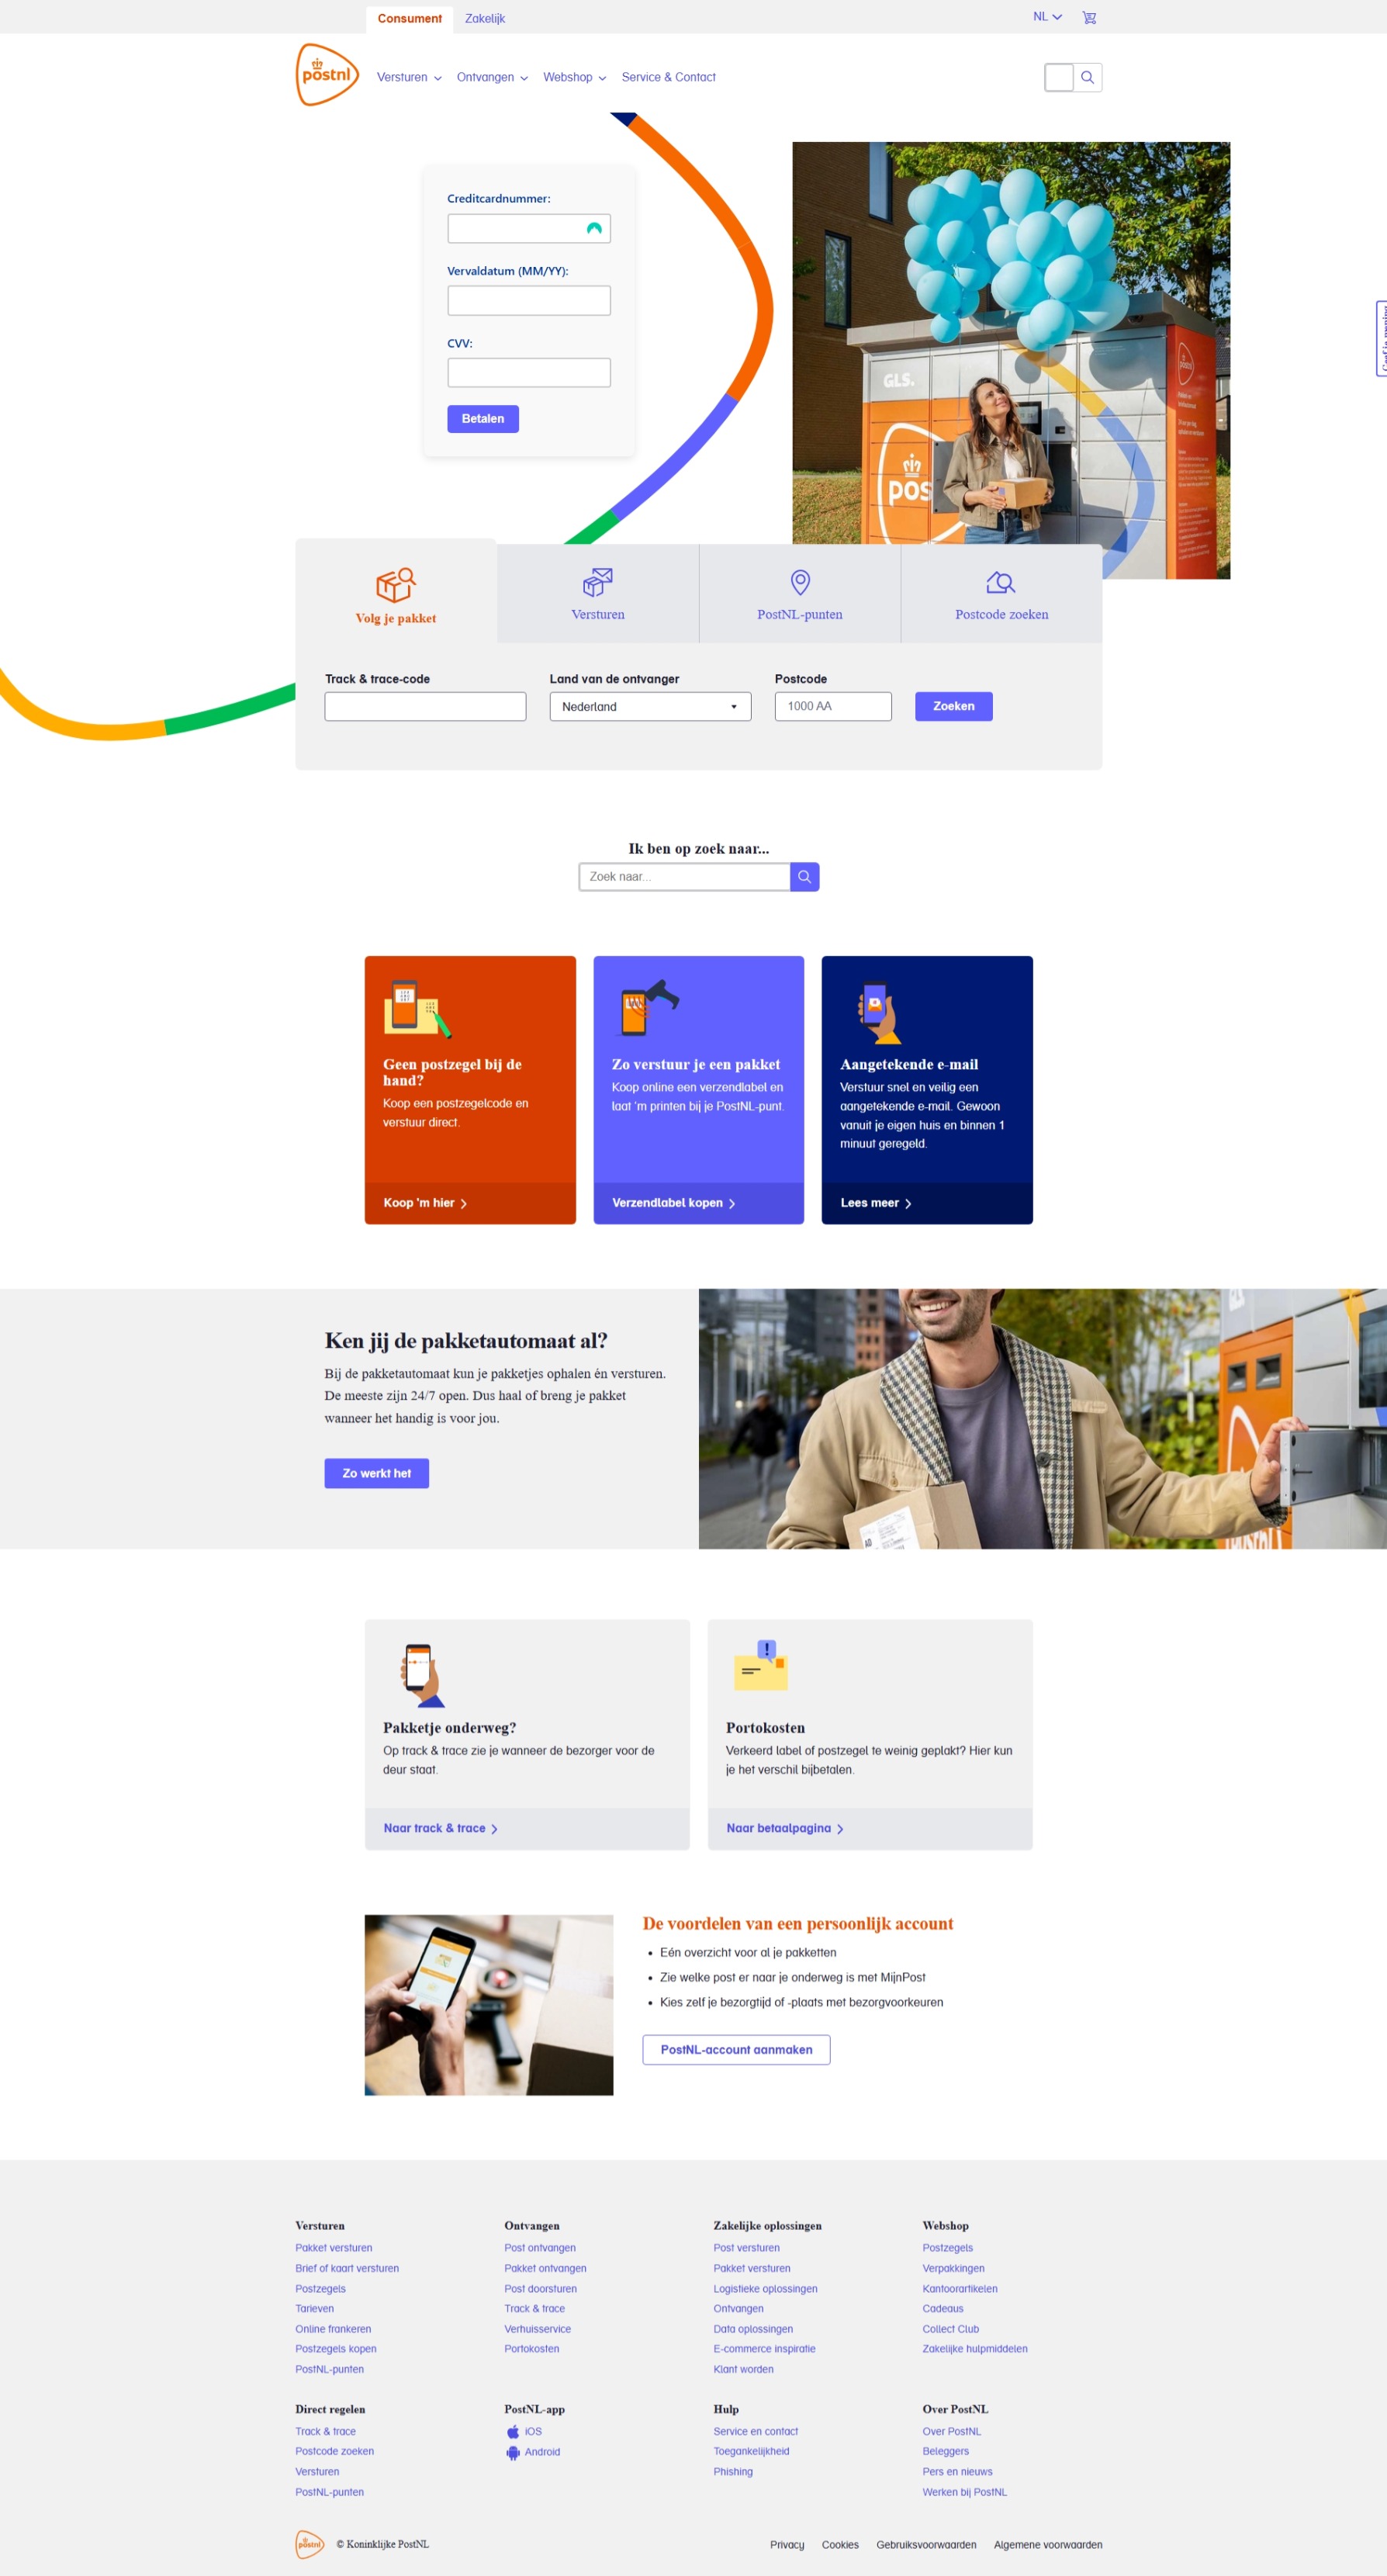 Consument
Zakelijk
NL
postnl
Versturen
Ontvangen
Webshop
Service & Contact
Creditcardnummer:
Vervaldatum (MM/YY):
CVV:
Betalen
GLS.
pos
Volg je pakket
Versturen
PostNL-punten
Postcode zoeken
Track & trace-code
Land van de ontvanger
Postcode
Nederland
1000 AA
Zoeken
Ik ben op zoek naar...
Zoek naar...
Geen postzegel bij de
hand?
Koop een postzegelcode en
verstuur direct.
Koop 'm hier
Zo verstuur je een pakket
Koop online een verzendlabel en
laat 'm printen bij je PostNL-punt.
Verzendlabel kopen
Aangetekende e-mail
Verstuur snel en veilig een
aangetekende e-mail. Gewoon
vanuit je eigen huis en binnen 1
minuut geregeld.
Lees meer
Ken jij de pakketautomaat al?
Bij de pakketautomaat kun je pakketjes ophalen én versturen.
De meeste zijn 24/7 open. Dus haal of breng je pakket
wanneer het handig is voor jou.
Zo werkt het
Pakketje onderweg?
Op track & trace zie je wanneer de bezorger voor de
deur staat.
Naar track & trace
Portokosten
Verkeerd label of postzegel te weinig geplakt? Hier kun
je het verschil bijbetalen.
Naar betaalpagina
De voordelen van een persoonlijk account
Eén overzicht voor al je pakketten
Zie welke post er naar je onderweg is met MijnPost
Kies zelf je bezorgtijd of -plaats met bezorgvoorkeuren
PostNL-account aanmaken
Versturen
Pakket versturen
Brief of kaart versturen
Postzegels
Tarieven
Online frankeren
Postzegels kopen
PostNL-punten
Ontvangen
Post ontvangen
Pakket ontvangen
Post doorsturen
Track & trace
Verhuisservice
Portokosten
Zakelijke oplossingen
Post versturen
Pakket versturen
Logistieke oplossingen
Ontvangen
Data oplossingen
E-commerce inspiratie
Klant worden
Webshop
Postzegels
Verpakkingen
Kantoorartikelen
Cadeaus
Collect Club
Zakelijke hulpmiddelen
Direct regelen
Track & trace
Postcode zoeken
Versturen
PostNL-punten
PostNL-app
iOS
Android
Hulp
Service en contact
Toegankelijkheid
Phishing
Over PostNL
Over PostNL
Beleggers
Pers en nieuws
Werken bij PostNL
postnl
© Koninklijke PostNL
Privacy
Cookies
Gebruiksvoorwaarden
Algemene voorwaarden